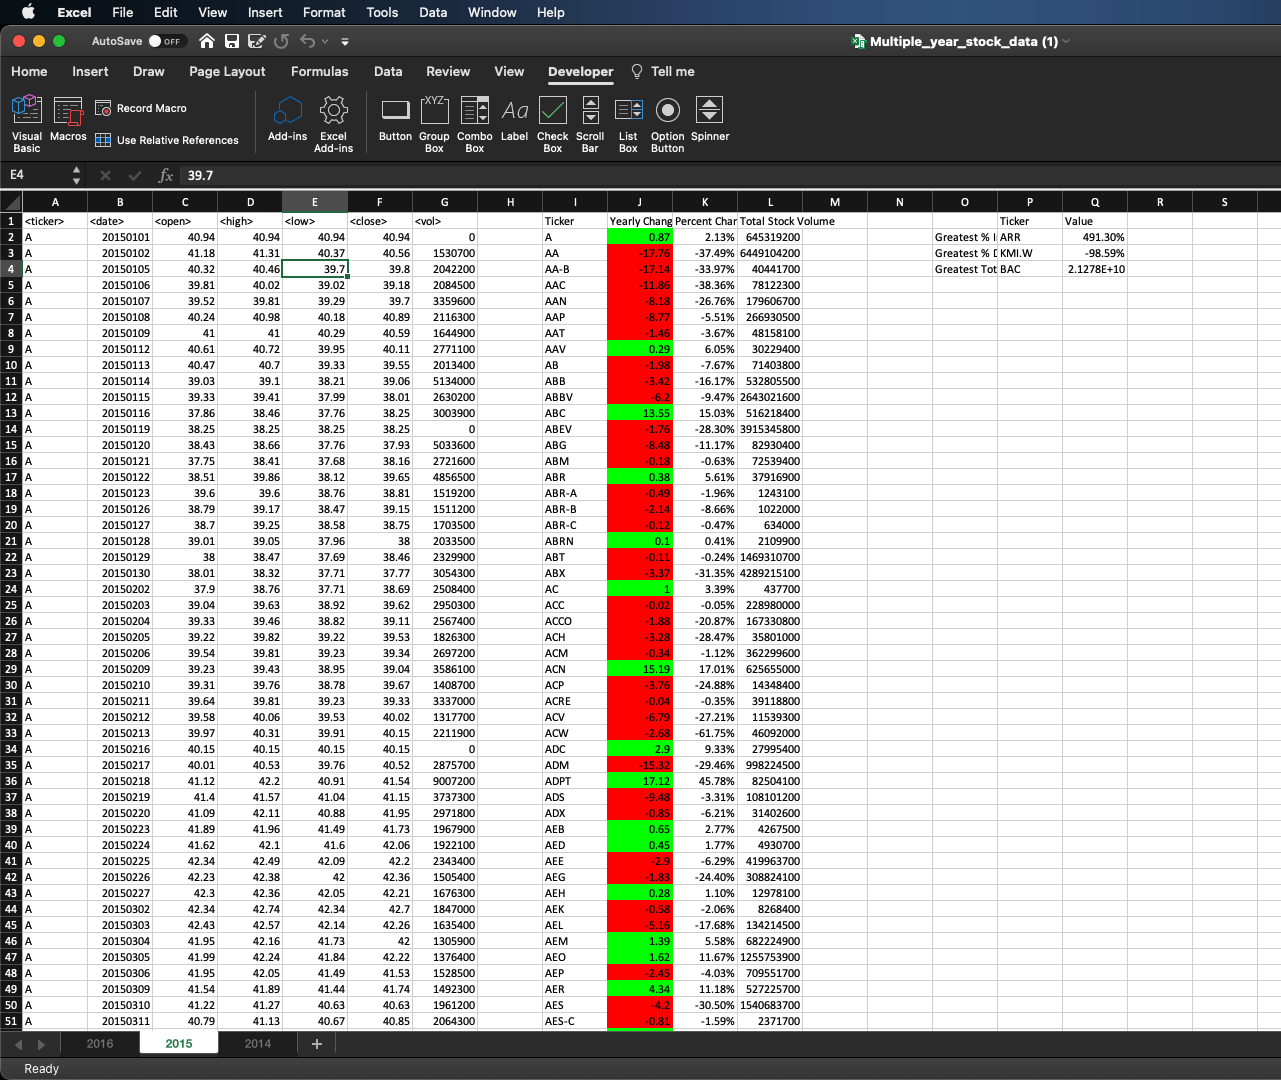 Excel File Edit View Insert Format Tools Data Window Help
AutoSave OFF Multiple_year_stock_data (1)
Home Insert Draw Page Layout Formulas Data Review View Developer Tell me
Visual Basic Macros Record Macro Use Relative References Add-ins Excel Add-ins Button Group Box Combo Box Label Check Box Scroll Bar List Box Option Button Spinner
XYZ Aa
E4 fx 39.7
A B C D E F G H I J K L M N O P Q R S
1 <ticker> <date> <open> <high> <low> <close> <vol> Ticker Yearly Chang Percent Char Total Stock Volume Ticker Value
2 A 20150101 40.94 40.94 40.94 40.94 0 A 0.87 2.13% 645319200 Greatest % I ARR 491.30%
3 A 20150102 41.18 41.31 40.37 40.56 1530700 AA -17.76 -37.49% 6449104200 Greatest % D KMI.W -98.59%
4 A 20150105 40.32 40.46 39.7 39.8 2042200 AA-B -17.14 -33.97% 40441700 Greatest Tot BAC 2.1278E+10
5 A 20150106 39.81 40.02 39.02 39.18 2084500 AAC -11.86 -38.36% 78122300
6 A 20150107 39.52 39.81 39.29 39.7 3359600 AAN -8.18 -26.76% 179606700
7 A 20150108 40.24 40.98 40.18 40.89 2116300 AAP -8.77 -5.51% 266930500
8 A 20150109 41 41 40.29 40.59 1644900 AAT -1.46 -3.67% 48158100
9 A 20150112 40.61 40.72 39.95 40.11 2771100 AAV 0.29 6.05% 30229400
10 A 20150113 40.47 40.7 39.33 39.55 2013400 AB -1.98 -7.67% 71403800
11 A 20150114 39.03 39.1 38.21 39.06 5134000 ABB -3.42 -16.17% 532805500
12 A 20150115 39.33 39.41 37.99 38.01 2630200 ABBV -6.2 -9.47% 2643021600
13 A 20150116 37.86 38.46 37.76 38.25 3003900 ABC 13.55 15.03% 516218400
14 A 20150119 38.25 38.25 38.25 38.25 0 ABEV -1.76 -28.30% 3915345800
15 A 20150120 38.43 38.66 37.76 37.93 5033600 ABG -8.48 -11.17% 82930400
16 A 20150121 37.75 38.41 37.68 38.16 2721600 ABM -0.18 -0.63% 72539400
17 A 20150122 38.51 39.86 38.12 39.65 4856500 ABR 0.38 5.61% 37916900
18 A 20150123 39.6 39.6 38.76 38.81 1519200 ABR-A -0.49 -1.96% 1243100
19 A 20150126 38.79 39.17 38.47 39.15 1511200 ABR-B -2.14 -8.66% 1022000
20 A 20150127 38.7 39.25 38.58 38.75 1703500 ABR-C -0.12 -0.47% 634000
21 A 20150128 39.01 39.05 37.96 38 2033500 ABRN 0.1 0.41% 2109900
22 A 20150129 38 38.47 37.69 38.46 2329900 ABT -0.11 -0.24% 1469310700
23 A 20150130 38.01 38.32 37.71 37.77 3054300 ABX -3.37 -31.35% 4289215100
24 A 20150202 37.9 38.76 37.71 38.69 2508400 AC 1 3.39% 437700
25 A 20150203 39.04 39.63 38.92 39.62 2950300 ACC -0.02 -0.05% 228980000
26 A 20150204 39.33 39.46 38.82 39.11 2567400 ACCO -1.88 -20.87% 167330800
27 A 20150205 39.22 39.82 39.22 39.53 1826300 ACH -3.28 -28.47% 35801000
28 A 20150206 39.54 39.81 39.23 39.34 2697200 ACM -0.34 -1.12% 362299600
29 A 20150209 39.23 39.43 38.95 39.04 3586100 ACN 15.19 17.01% 625655000
30 A 20150210 39.31 39.76 38.78 39.67 1408700 ACP -3.76 -24.88% 14348400
31 A 20150211 39.64 39.81 39.23 39.33 3337000 ACRE -0.04 -0.35% 39118800
32 A 20150212 39.58 40.06 39.53 40.02 1317700 ACV -6.79 -27.21% 11539300
33 A 20150213 39.97 40.31 39.91 40.15 2211900 ACW -2.68 -61.75% 46092000
34 A 20150216 40.15 40.15 40.15 40.15 0 ADC 2.9 9.33% 27995400
35 A 20150217 40.01 40.53 39.76 40.52 2875700 ADM -15.32 -29.46% 998224500
36 A 20150218 41.12 42.2 40.91 41.54 9007200 ADPT 17.12 45.78% 82504100
37 A 20150219 41.4 41.57 41.04 41.15 3737300 ADS -9.48 -3.31% 108101200
38 A 20150220 41.09 42.11 40.88 41.95 2971800 ADX -0.85 -6.21% 31402600
39 A 20150223 41.89 41.96 41.49 41.73 1967900 AEB 0.65 2.77% 4267500
40 A 20150224 41.62 42.1 41.6 42.06 1922100 AED 0.45 1.77% 4930700
41 A 20150225 42.34 42.49 42.09 42.2 2343400 AEE -2.9 -6.29% 419963700
42 A 20150226 42.23 42.38 42 42.36 1505400 AEG -1.83 -24.40% 308824100
43 A 20150227 42.3 42.36 42.05 42.21 1676300 AEH 0.28 1.10% 12978100
44 A 20150302 42.34 42.74 42.34 42.7 1847000 AEK -0.58 -2.06% 8268400
45 A 20150303 42.43 42.57 42.14 42.26 1635400 AEL -5.16 -17.68% 134214500
46 A 20150304 41.95 42.16 41.73 42 1305900 AEM 1.39 5.58% 682224900
47 A 20150305 41.99 42.24 41.84 42.22 1376400 AEO 1.62 11.67% 1255753900
48 A 20150306 41.95 42.05 41.49 41.53 1528500 AEP -2.45 -4.03% 709551700
49 A 20150309 41.54 41.89 41.44 41.74 1492300 AER 4.34 11.18% 527225700
50 A 20150310 41.22 41.27 40.63 40.63 1961200 AES -4.2 -30.50% 1540683700
51 A 20150311 40.79 41.13 40.67 40.85 2064300 AES-C -0.81 -1.59% 2371700
2016 2015 2014 +
Ready